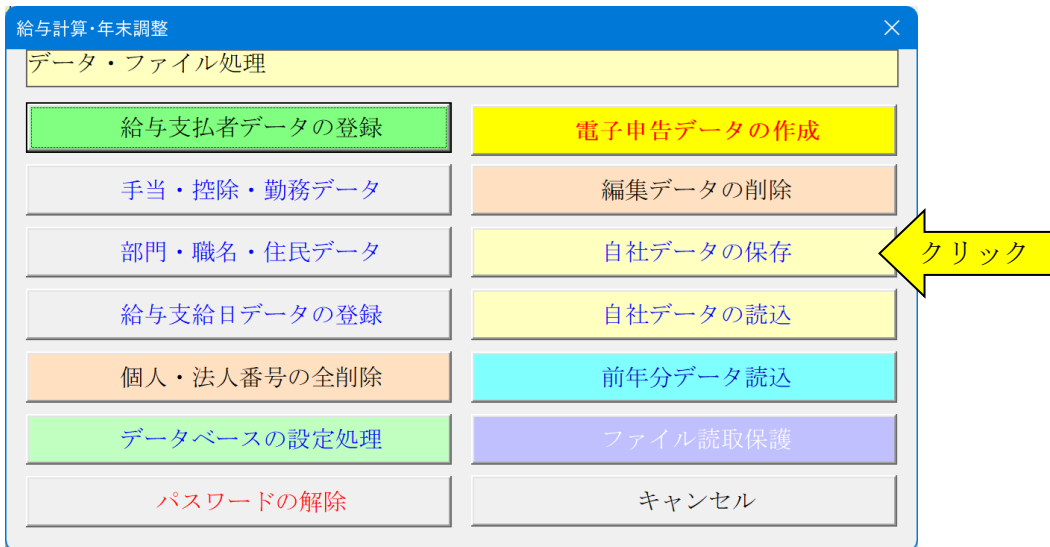 給与計算･年末調整
データ・ファイル処理
給与支払者データの登録
電子申告データの作成
手当・控除・勤務データ
編集データの削除
部門・職名・住民データ
自社データの保存
クリック
給与支給日データの登録
自社データの読込
個人・法人番号の全削除
前年分データ読込
データベースの設定処理
ファイル読取保護
パスワードの解除
キャンセル